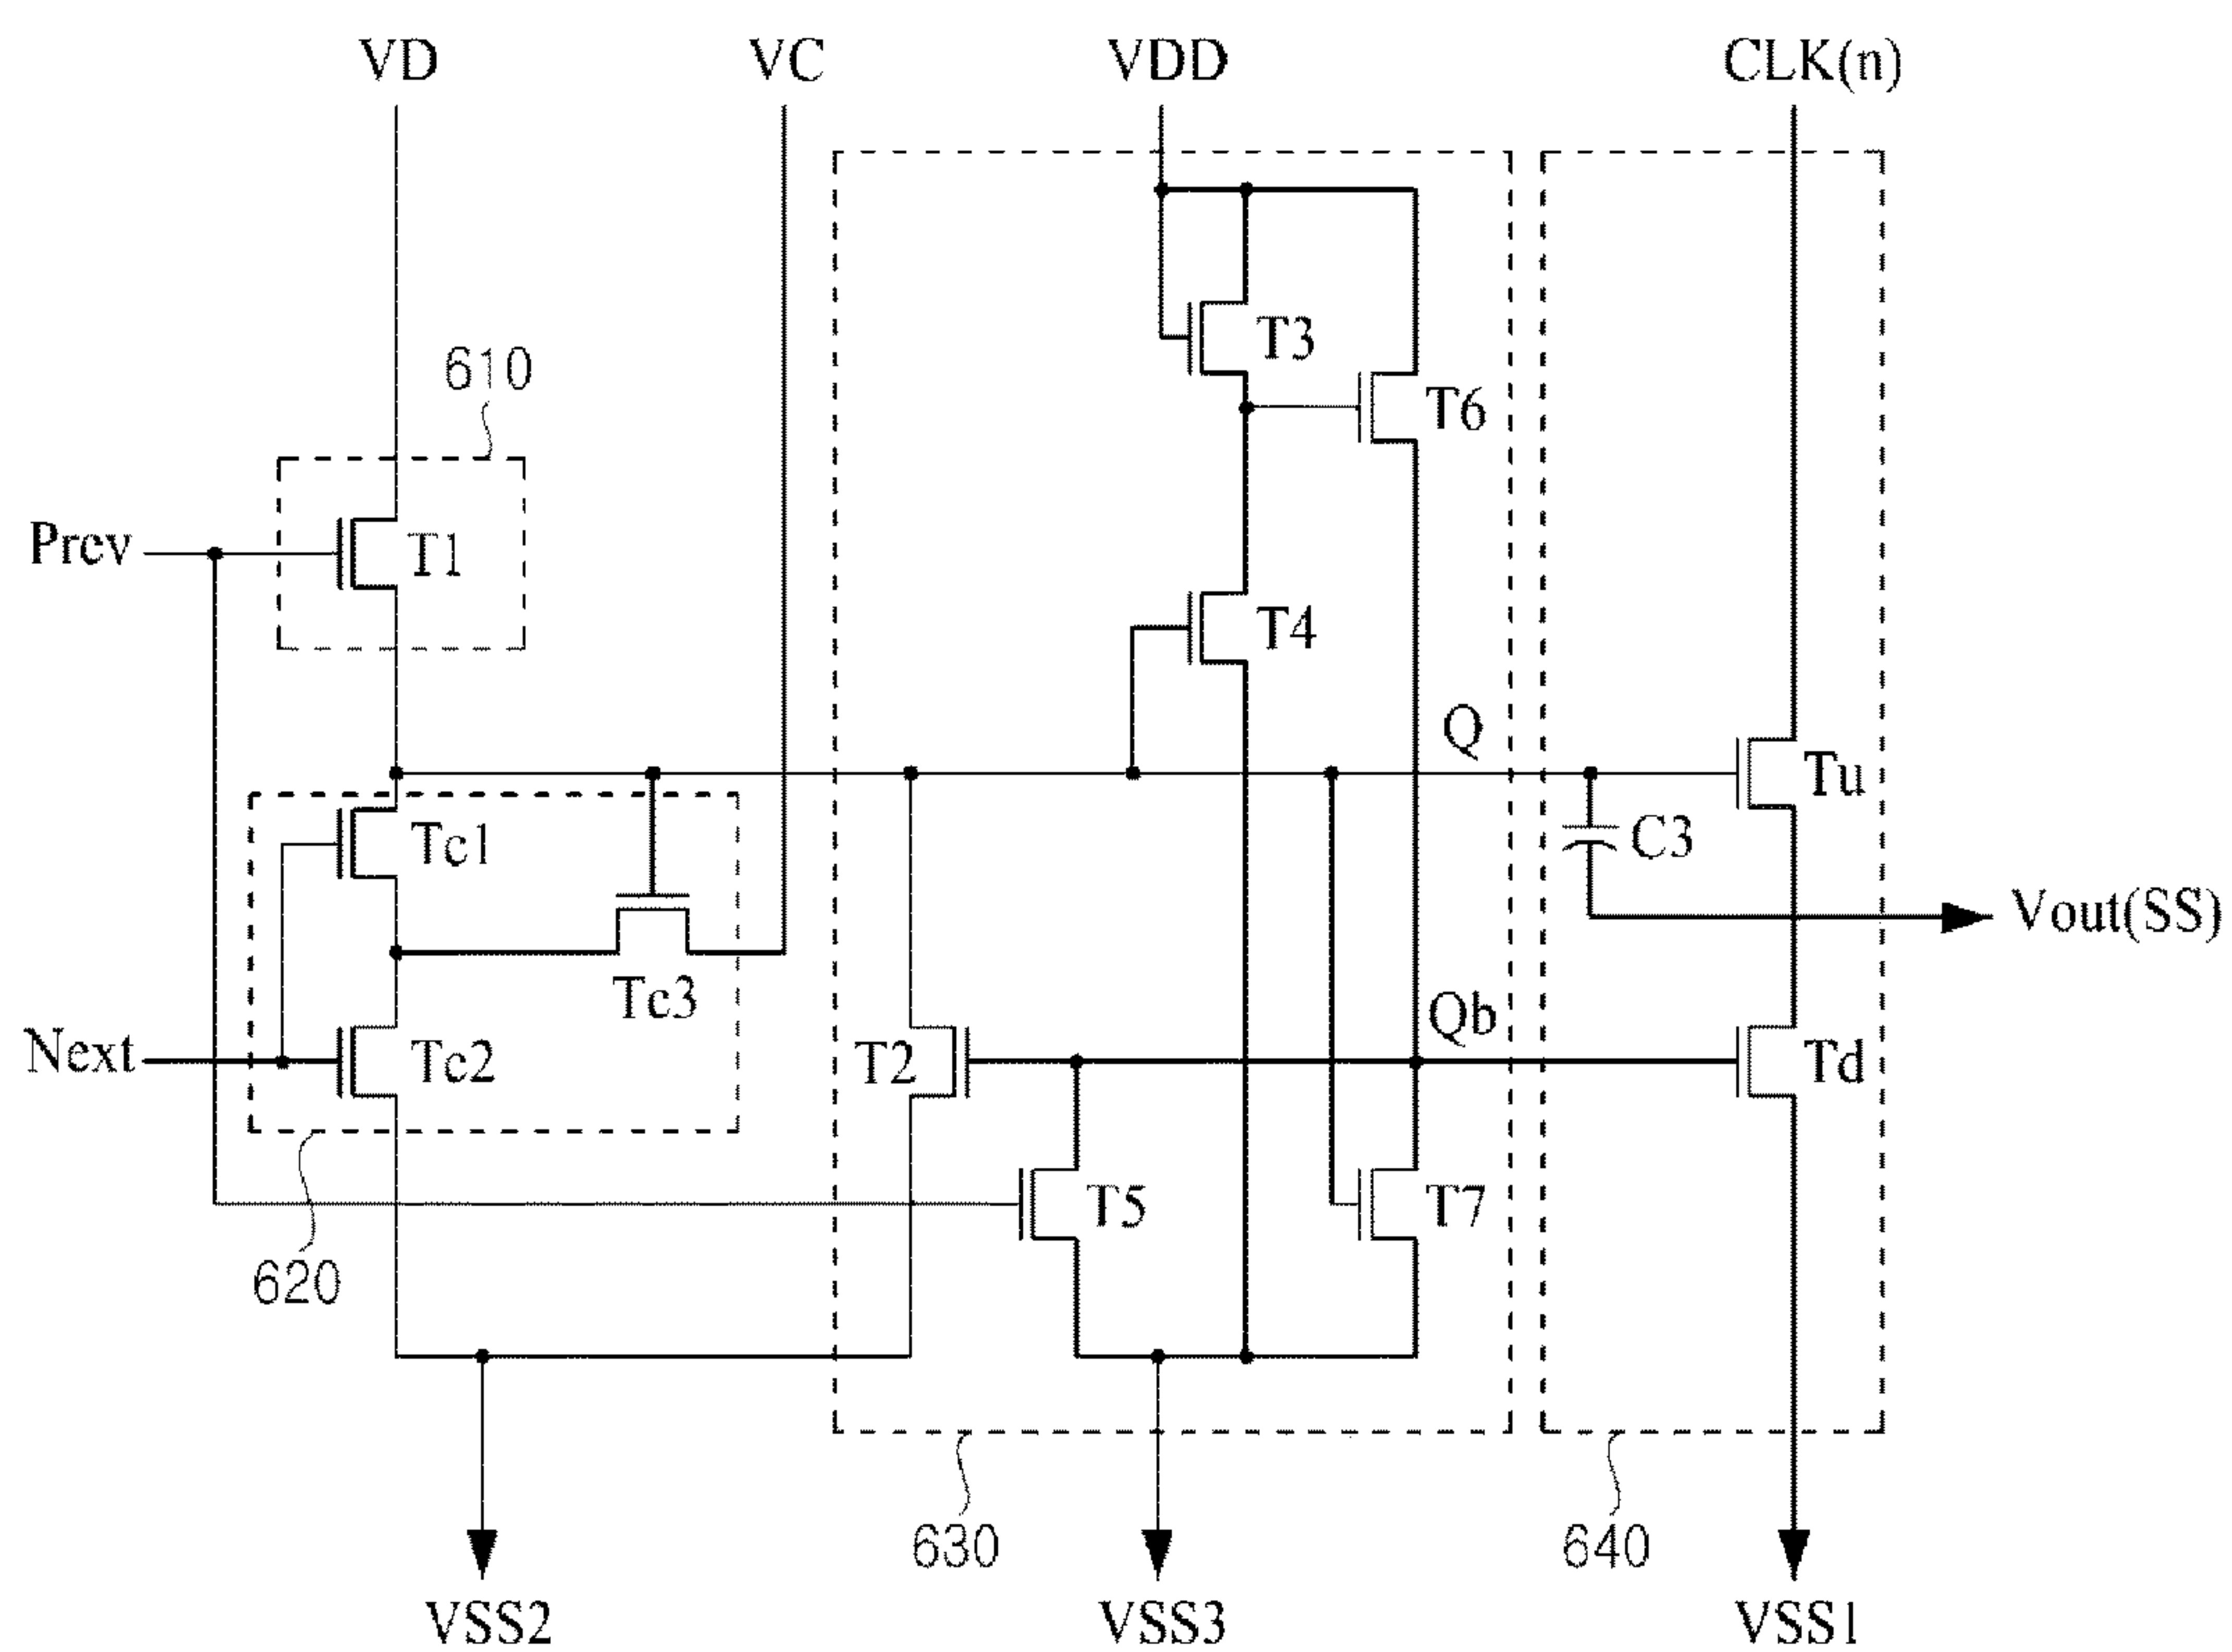 VD
VC
VDD
CLK(n)
610
T3
T6
Prev
T1
T4
Q
Tu
Tc1
C3
Vout(SS)
Tc3
Qb
Next
Tc2
T2
Td
T5
T7
620
630
640
VSS2
VSS3
VSS1